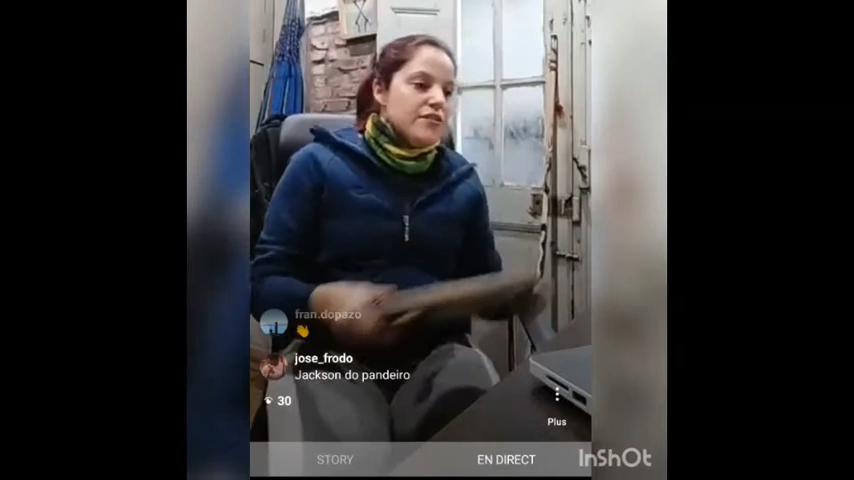 fran.dopazo
👏
jose_frodo
Jackson do pandeiro
30
Plus
STORY
EN DIRECT
InShOt